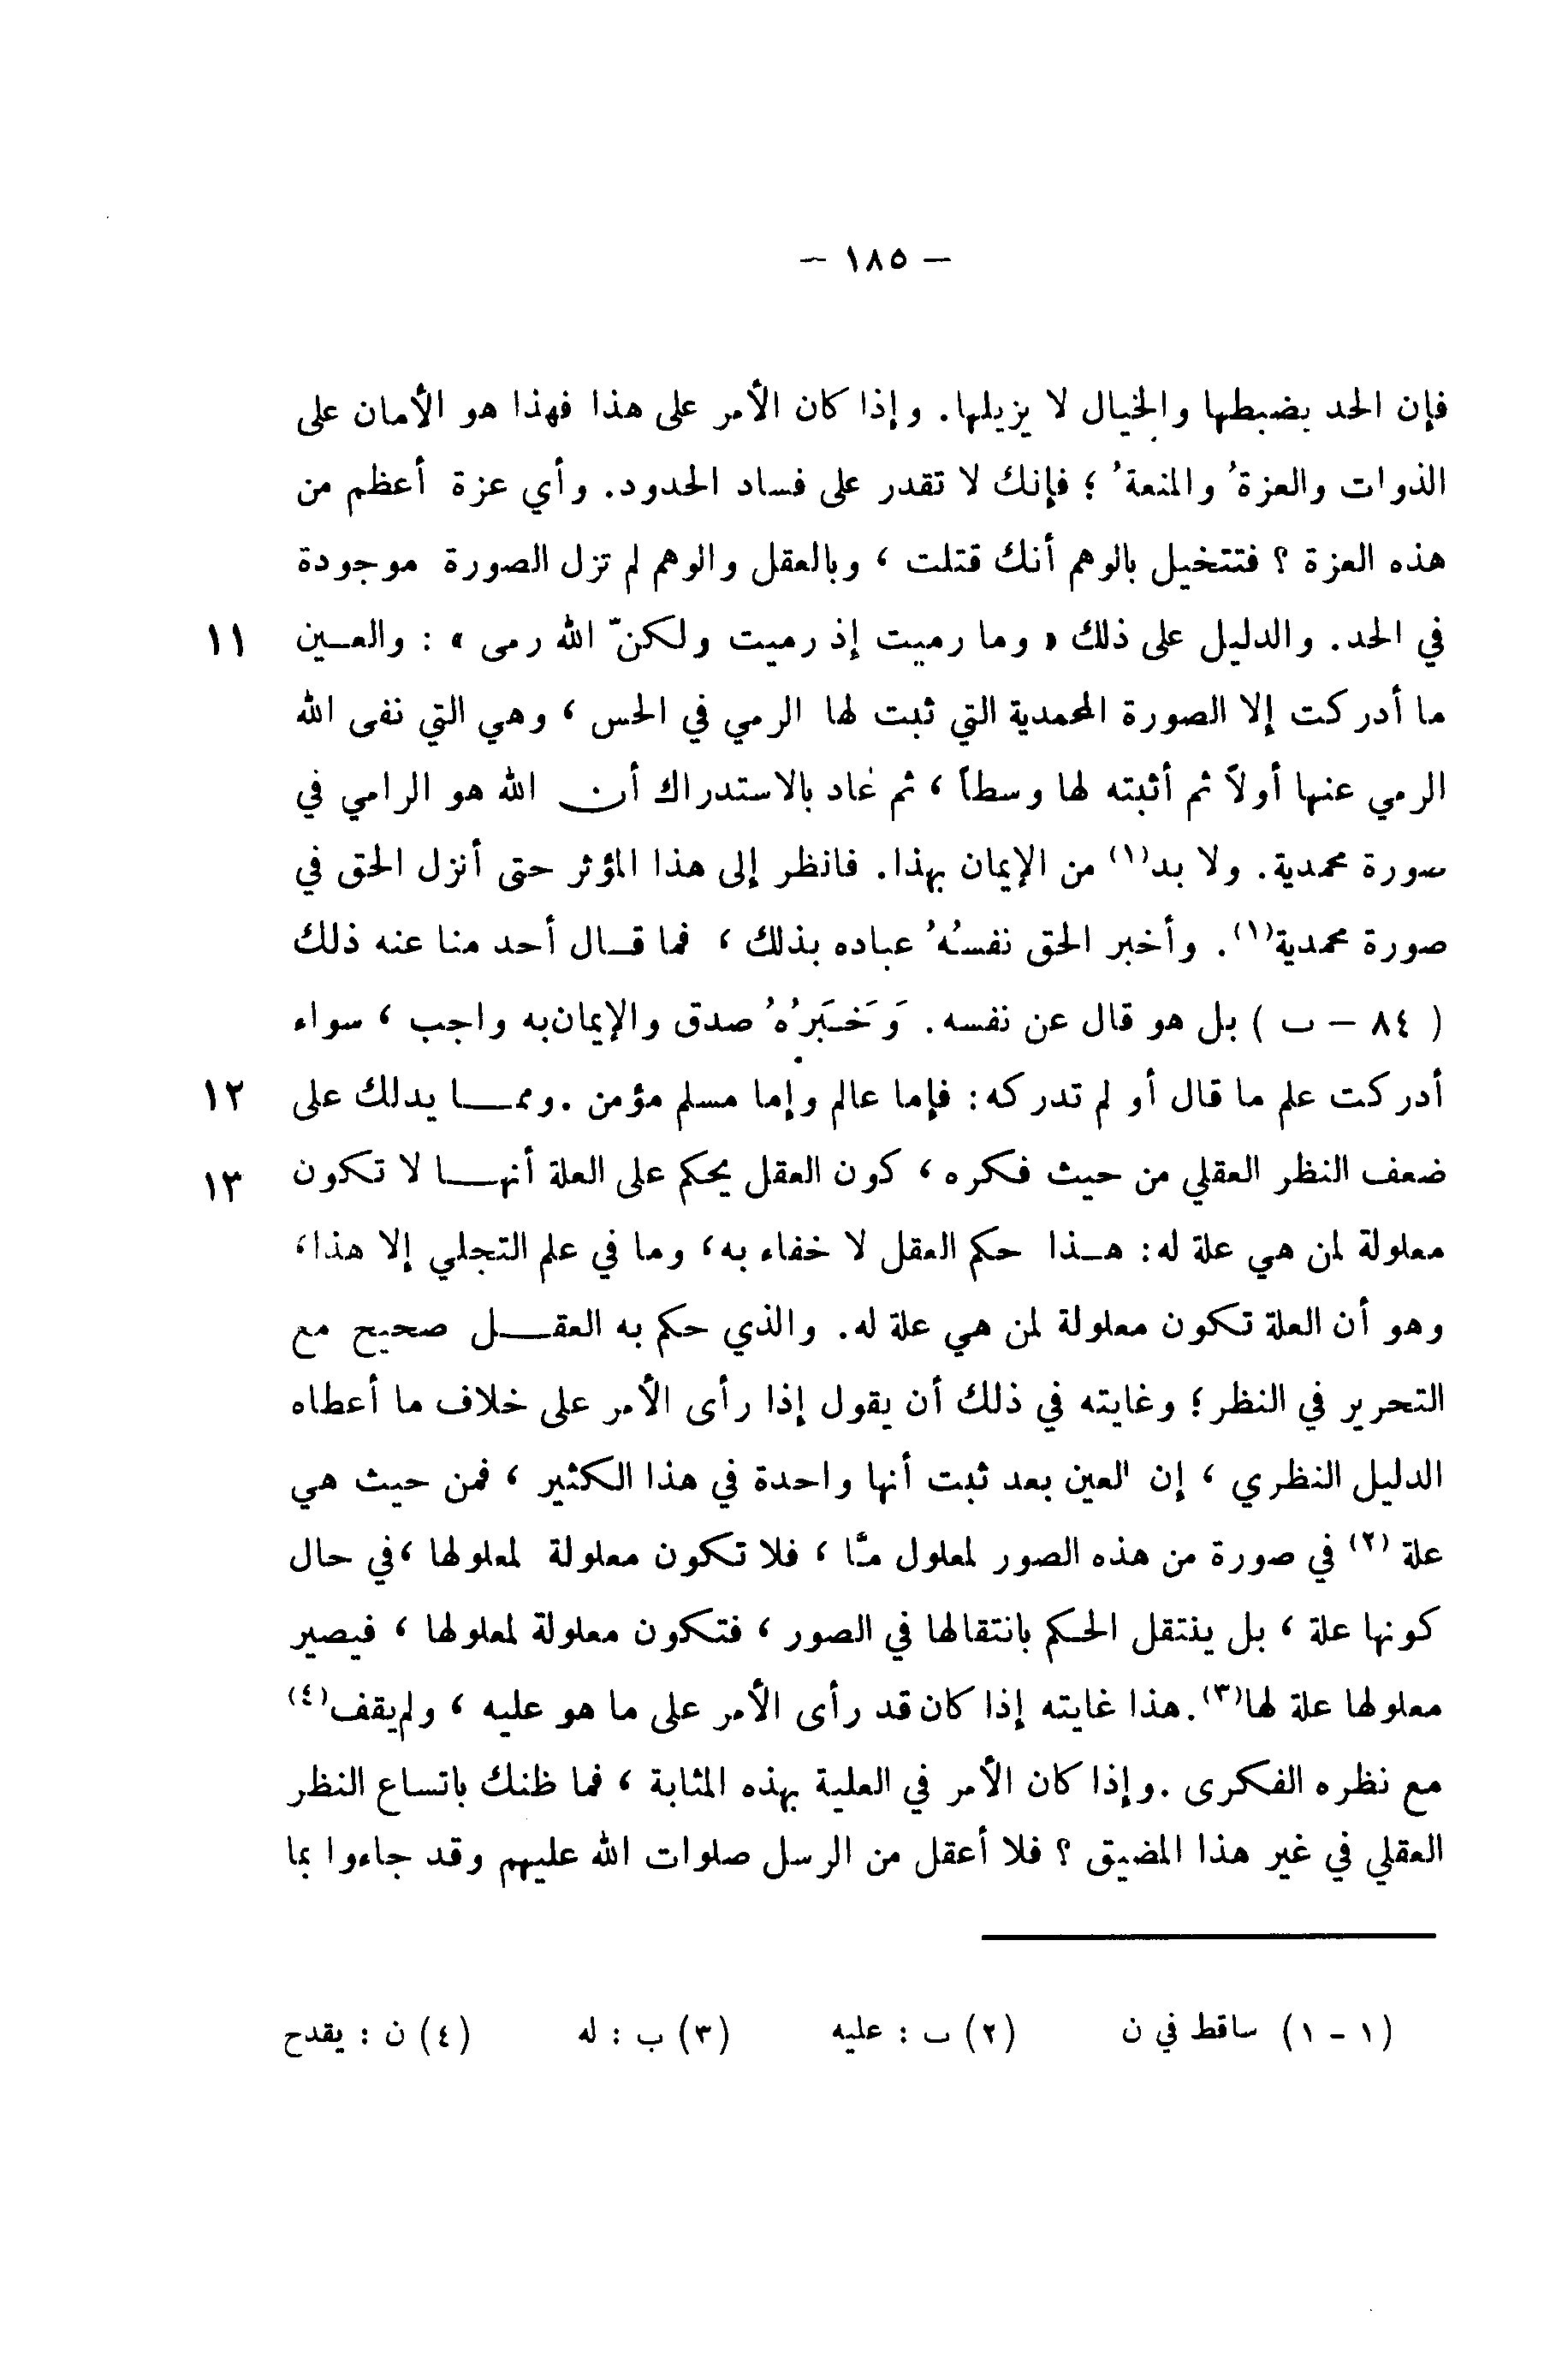 — ١٨٥ —
فإن الحد يضبطها والخيال لا يزيلها. وإذا كان الأمر على هذا فهذا هو الأمان على
الذوات والعزةُ والمنعةُ ؛ فإنك لا تقدر على فساد الحدود. وأي عزة أعظم من
هذه العزة ؟ فتتخيل بالوهم أنك قتلت ، وبالعقل والوهم لم تزل الصورة موجودة
في الحد. والدليل على ذلك « وما رميت إذ رميت ولكنّ الله رمى » : والعـين ١١
ما أدركت إلا الصورة المحمدية التي ثبت لها الرمي في الحس ، وهي التي نفى الله
الرمي عنها أولاً ثم أثبته لها وسطاً ، ثم عاد بالاستدراك أن الله هو الرامي في
صورة محمدية. ولا بد(١) من الإيمان بهذا. فانظر إلى هذا المؤثر حتى أنزل الحق في
صورة محمدية(١). وأخبر الحق نفسُهُ عباده بذلك ، فما قـال أحد منا عنه ذلك
( ٨٤ – ب ) بل هو قال عن نفسه. وَخَبَرُهُ صدق والإيمان به واجب ، سواء
أدركت علم ما قال أو لم تدركه: فإما عالم وإما مسلم مؤمن .وممـــا يدلك على ١٢
ضعف النظر العقلي من حيث فكره ، كون العقل يحكم على العلة أنهـــا لا تكون ١٣
معلولة لمن هي علة له: هـذا حكم العقل لا خفاء به، وما في علم التجلي إلا هذا،
وهو أن العلة تكون معلولة لمن هي علة له. والذي حكم به العقـــل صحيح مع
التحرير في النظر؛ وغايته في ذلك أن يقول إذا رأى الأمر على خلاف ما أعطاه
الدليل النظري ، إن العين بعد ثبت أنها واحدة في هذا الكثير ، فمن حيث هي
علة (٢) في صورة من هذه الصور لمعلول مَّا ، فلا تكون معلولة لمعلولها ،في حال
كونها علة ، بل ينتقل الحكم بانتقالها في الصور ، فتكون معلولة لمعلولها ، فيصير
معلولها علة لها(٣).هذا غايته إذا كان قد رأى الأمر على ما هو عليه ، ولم يقف(٤)
مع نظره الفكرى .وإذا كان الأمر في العلية بهذه المثابة ، فما ظنك باتساع النظر
العقلي في غير هذا المضيق ؟ فلا أعقل من الرسل صلوات الله عليهم وقد جاءوا بما
(١ - ١) ساقط في ن (٢) ب : عليه (٣) ب : له (٤) ن : يقدح